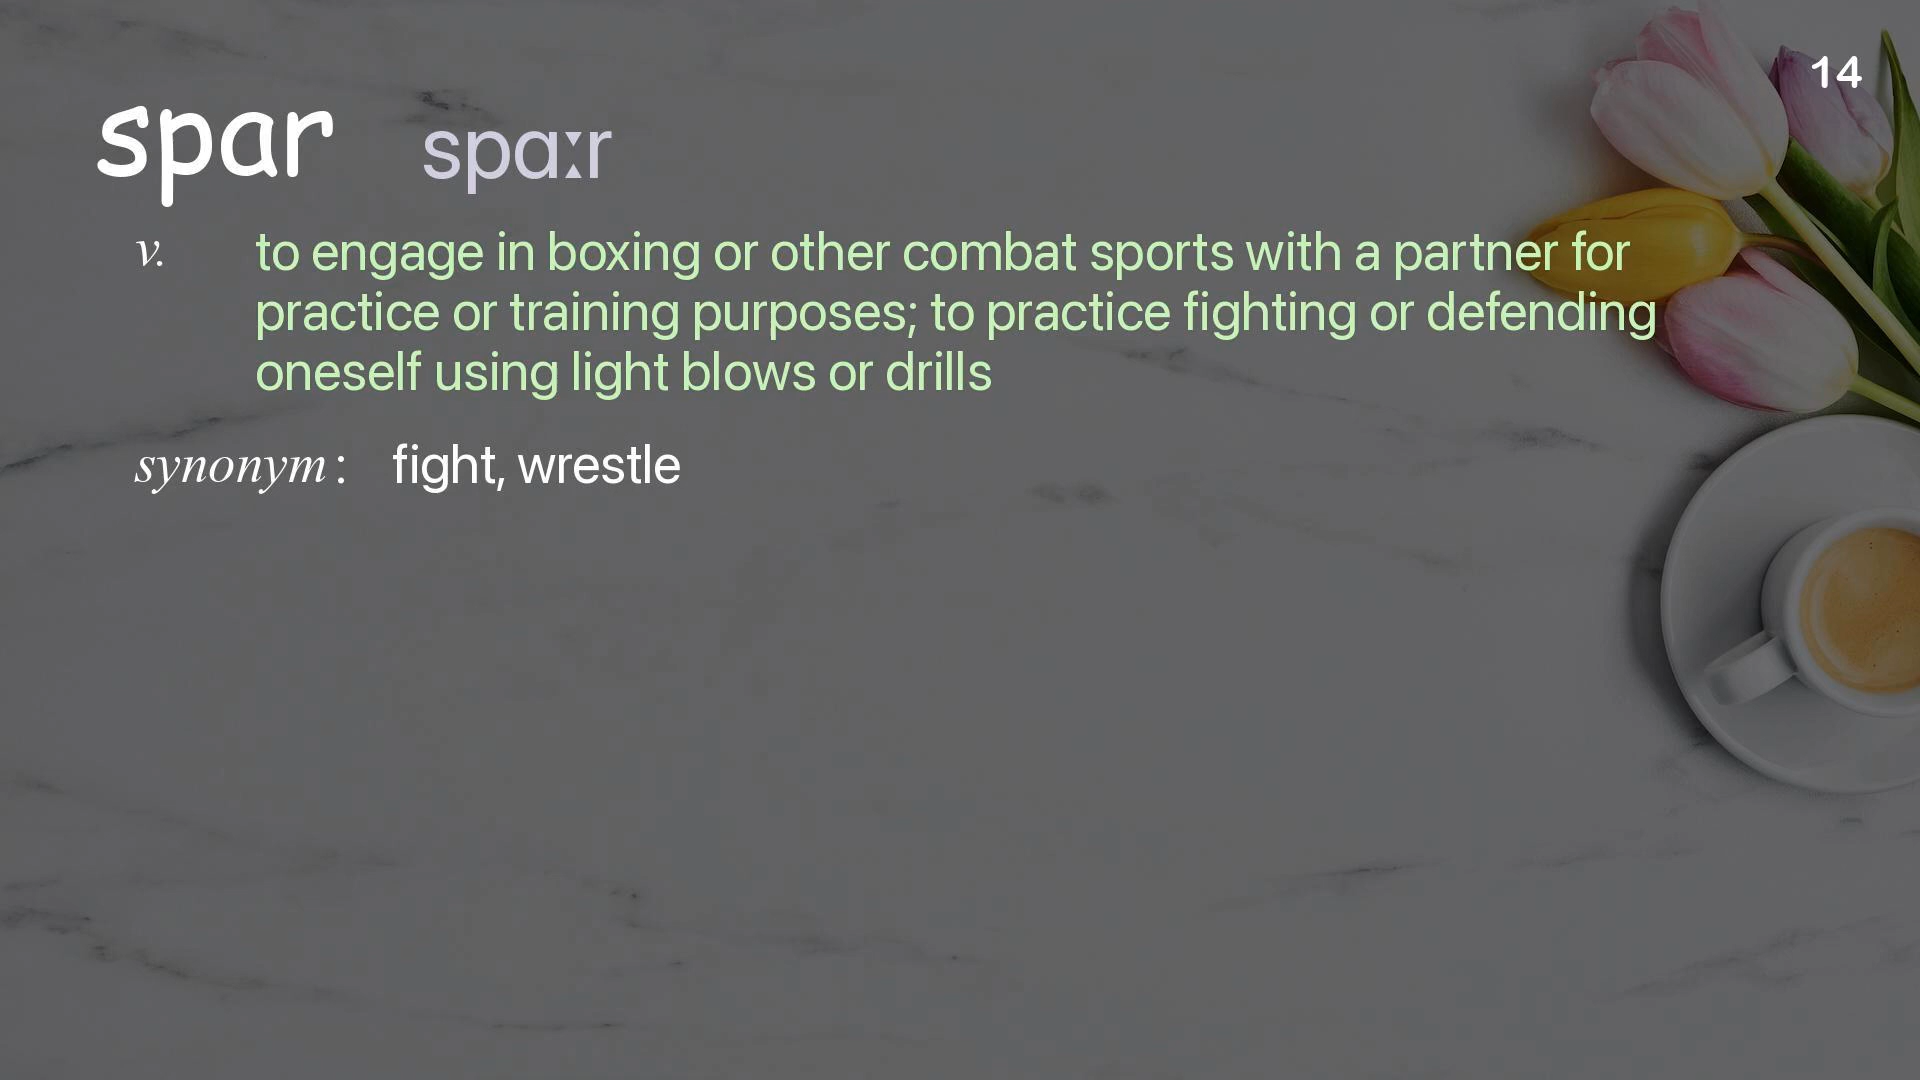 14
spar spɑːr
v. to engage in boxing or other combat sports with a partner for
practice or training purposes; to practice fighting or defending
oneself using light blows or drills
synonym : fight, wrestle